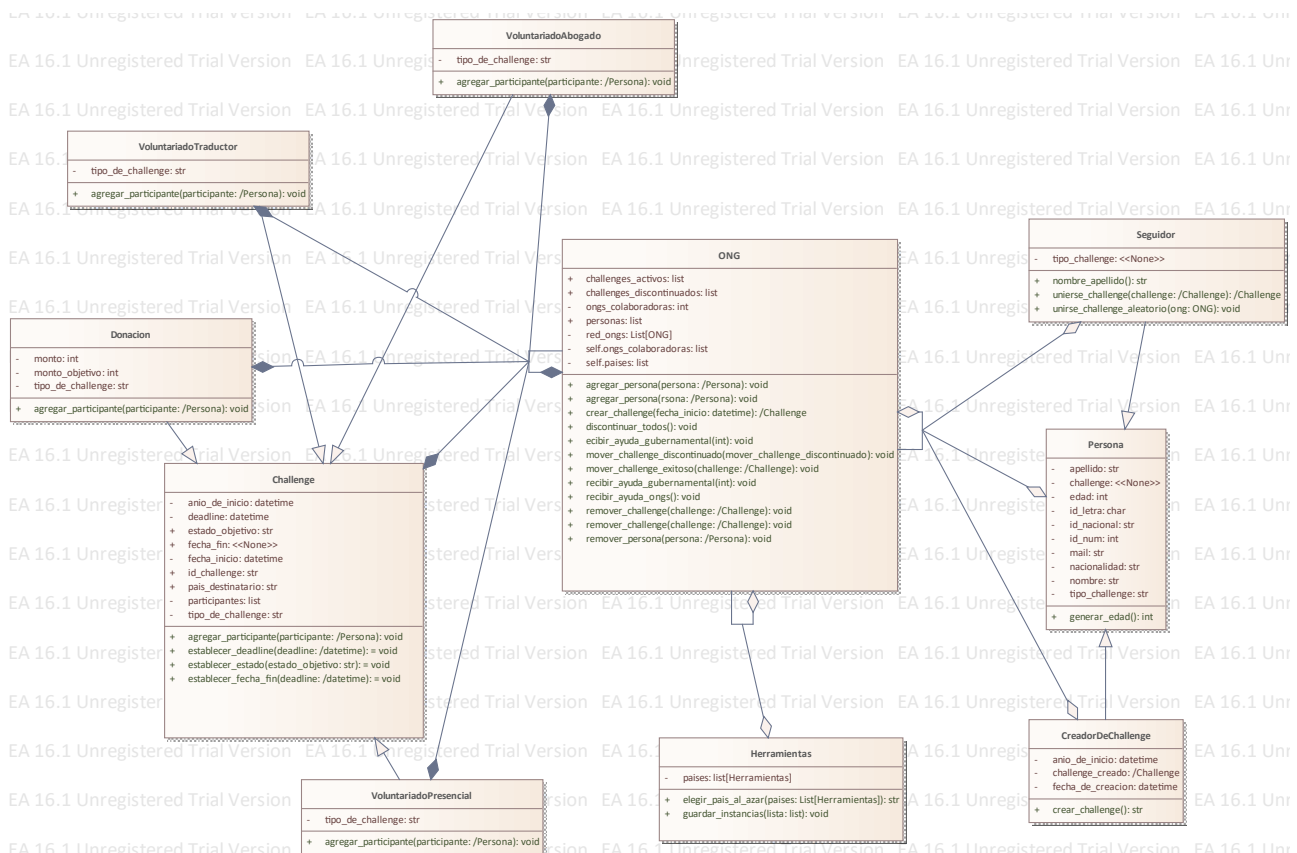 EA 16.1 Unregistered Trial Version
VoluntariadoAbogado
- tipo_de_challenge: str
+ agregar_participante(participante: /Persona): void
VoluntariadoTraductor
- tipo_de_challenge: str
+ agregar_participante(participante: /Persona): void
Seguidor
- tipo_challenge: <<None>>
+ nombre_apellido(): str
+ unierse_challenge(challenge: /Challenge): /Challenge
+ unirse_challenge_aleatorio(ong: ONG): void
ONG
+ challenges_activos: list
+ challenges_discontinuados: list
- ongs_colaboradoras: int
+ personas: list
- red_ongs: List[ONG]
- self.ongs_colaboradoras: list
- self.paises: list
+ agregar_persona(persona: /Persona): void
+ agregar_persona(rsona: /Persona): void
+ crear_challenge(fecha_inicio: datetime): /Challenge
+ discontinuar_todos(): void
+ ecibir_ayuda_gubernamental(int): void
+ mover_challenge_discontinuado(mover_challenge_discontinuado): void
+ mover_challenge_exitoso(challenge: /Challenge): void
+ recibir_ayuda_gubernamental(int): void
+ recibir_ayuda_ongs(): void
+ remover_challenge(challenge: /Challenge): void
+ remover_challenge(challenge: /Challenge): void
+ remover_persona(persona: /Persona): void
Donacion
- monto: int
- monto_objetivo: int
- tipo_de_challenge: str
+ agregar_participante(participante: /Persona): void
Persona
- apellido: str
- challenge: <<None>>
- edad: int
- id_letra: char
- id_nacional: str
- id_num: int
- mail: str
- nacionalidad: str
- nombre: str
- tipo_challenge: str
+ generar_edad(): int
Challenge
- anio_de_inicio: datetime
- deadline: datetime
+ estado_objetivo: str
+ fecha_fin: <<None>>
- fecha_inicio: datetime
+ id_challenge: str
+ pais_destinatario: str
- participantes: list
- tipo_de_challenge: str
+ agregar_participante(participante: /Persona): void
+ establecer_deadline(deadline: /datetime): = void
+ establecer_estado(estado_objetivo: str): = void
+ establecer_fecha_fin(deadline: /datetime): = void
CreadorDeChallenge
- anio_de_inicio: datetime
- challenge_creado: /Challenge
- fecha_de_creacion: datetime
+ crear_challenge(): str
Herramientas
- paises: list[Herramientas]
+ elegir_pais_al_azar(paises: List[Herramientas]): str
+ guardar_instancias(lista: list): void
VoluntariadoPresencial
- tipo_de_challenge: str
+ agregar_participante(participante: /Persona): void